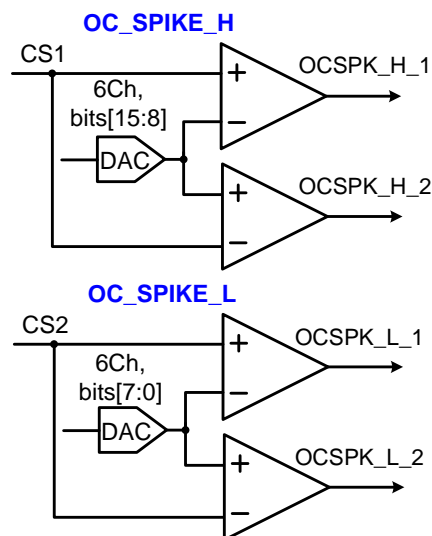 OC_SPIKE_H
CS1
OCSPK_H_1
+
6Ch,
bits[15:8]
−
DAC
OCSPK_H_2
+
−
OC_SPIKE_L
CS2
OCSPK_L_1
+
6Ch,
bits[7:0]
−
DAC
OCSPK_L_2
+
−